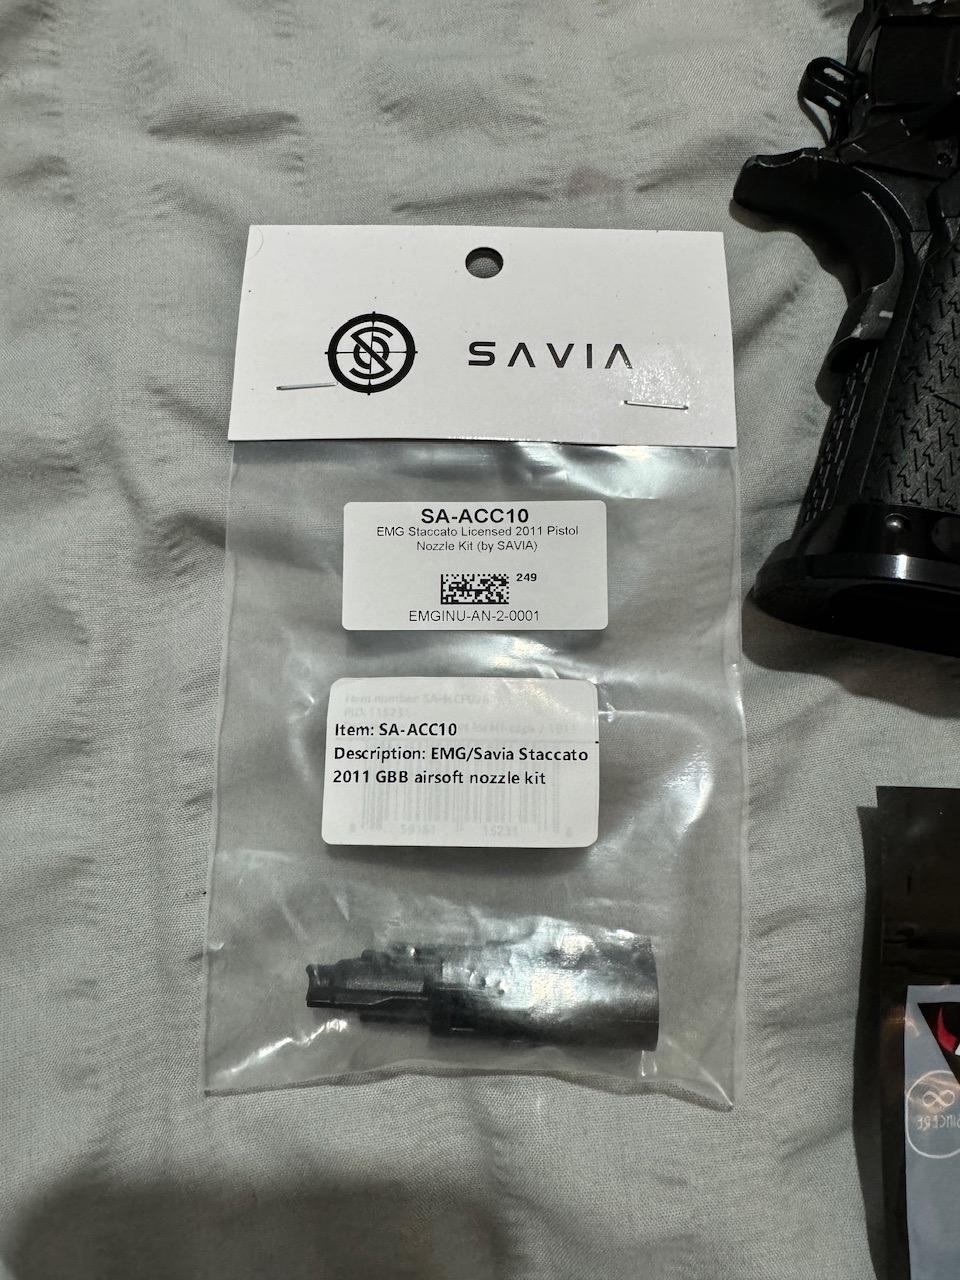 SAVIA
SA-ACC10
EMG Staccato Licensed 2011 Pistol
Nozzle Kit (by SAVIA)
249
EMGINU-AN-2-0001
Item: SA-ACC10
Description: EMG/Savia Staccato
2011 GBB airsoft nozzle kit